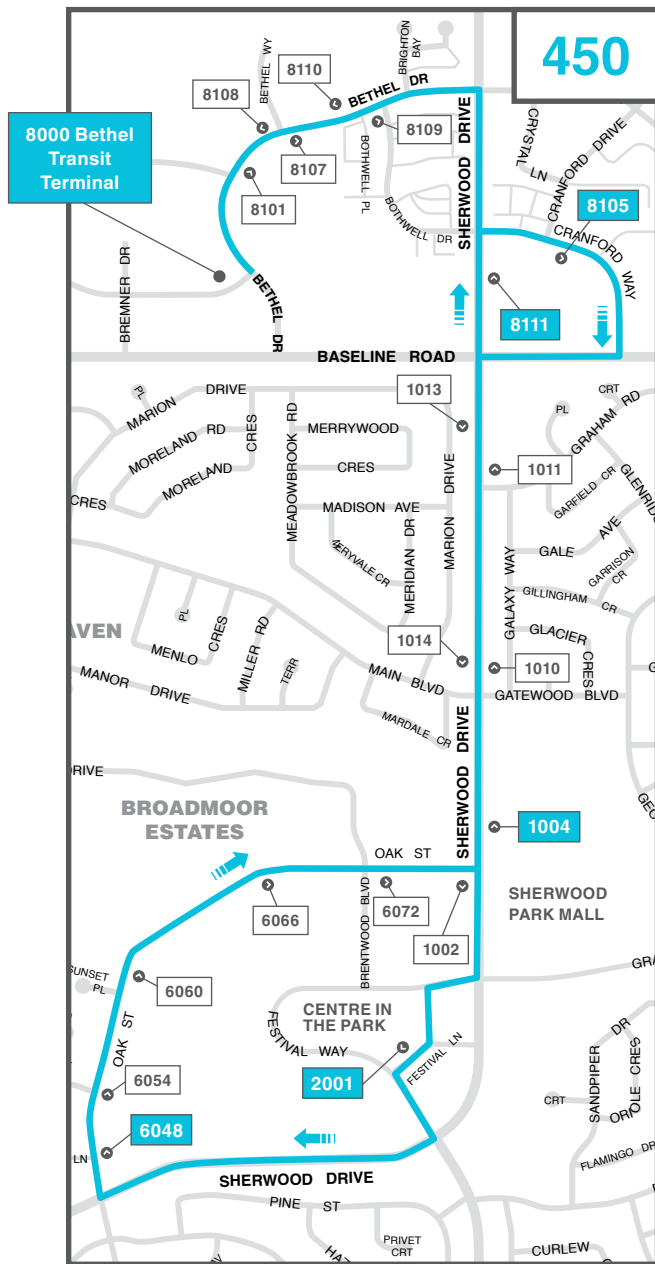 450
8000 Bethel
Transit
Terminal
8108
8110
BETHEL WY
BRIGHTON
BAY
BETHEL DR
8109
8107
8101
BOTHWELL PL
BOTHWELL DR
SHERWOOD DRIVE
CRYSTAL
LN
CRANFORD DRIVE
8105
CRANFORD WAY
8111
BREMNER DR
BETHEL DR
BASELINE ROAD
1013
PL
MARION DRIVE
MORELAND RD
MORELAND CRES
CRES
MEADOWBROOK RD
MERRYWOOD
CRES
MADISON AVE
MERIDIAN DR
MARION DRIVE
CRT
PL
GRAHAM RD
1011
GARFIELD CR
GLENRIDG
GALE AVE
GARRISON
CR
GALAXY WAY
GILLINGHAM CR
GLACIER
CRES
1014
1010
GATEWOOD BLVD
AVEN
PL
MENLO CRES
MILLER RD
TERR
MANOR DRIVE
MAIN BLVD
MARDALE CR
SHERWOOD DRIVE
GEO
G
DRIVE
BROADMOOR
ESTATES
1004
OAK ST
6066
BRENTWOOD BLVD
6072
1002
SHERWOOD
PARK MALL
SUNSET
PL
6060
OAK ST
GRA
CENTRE IN
THE PARK
FESTIVAL WAY
FESTIVAL LN
2001
6054
6048
LN
SANDPIPER DR
ORIOLE CRES
CRT
FLAMINGO DR
SHERWOOD DRIVE
PINE ST
PRIVET
CRT
HAZ
CURLEW